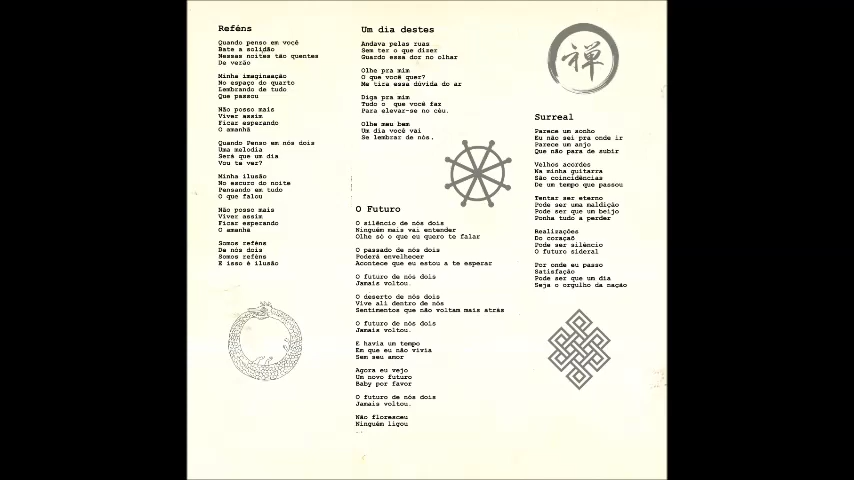 Reféns
Quando penso em você
Bate a solidão
Nessas noites tão quentes
De verão
Minha imaginaação
No espaço do quarto
Lembrando de tudo
Que passou
Não posso mais
Viver assim
Ficar esperando
O amanhã
Quando Penso em nós dois
Uma melodia
Será que um dia
Vou te ver?
Minha ilusão
No escuro do noite
Pensando em tudo
O que falou
Não posso mais
Viver assim
Ficar esperando
O amanhã
Somos reféns
De nós dois
Somos reféns
E isso é ilusão
Um dia destes
Andava pelas ruas
Sem ter o que dizer
Guardo essa dor no olhar
Olhe pra mim
O que você quer?
Me tira essa dúvida do ar
Diga pra mim
Tudo o que você faz
Para elevar-se no céu.
Olhe meu bem
Um dia você vai
Se lembrar de nós.
O Futuro
O silêncio de nós dois
Ninguém mais vai entender
Olhe só o que eu quero te falar
O passado de nós dois
Poderá envelhecer
Acontece que eu estou a te esperar
O futuro de nós dois
Jamais voltou.
O deserto de nós dois
Vive ali dentro de nós
Sentimentos que não voltam mais atrás
O futuro de nós dois
Jamais voltou.
E havia um tempo
Em que eu não vivia
Sem seu amor
Agora eu vejo
Um novo futuro
Baby por favor
O futuro de nós dois
Jamais voltou.
Não floresceu
Ninguém ligou
禅
Surreal
Parece um sonho
Eu não sei pra onde ir
Parece um anjo
Que não para de subir
Velhos acordes
Na minha guitarra
São coincidências
De um tempo que passou
Tentar ser eterno
Pode ser uma maldição
Pode ser que um beijo
Ponha tudo a perder
Realizações
Do coraçaõ
Pode ser silêncio
O futuro sideral
Por onde eu passo
Satisfação
Pode ser que um dia
Seja o orgulho da nação